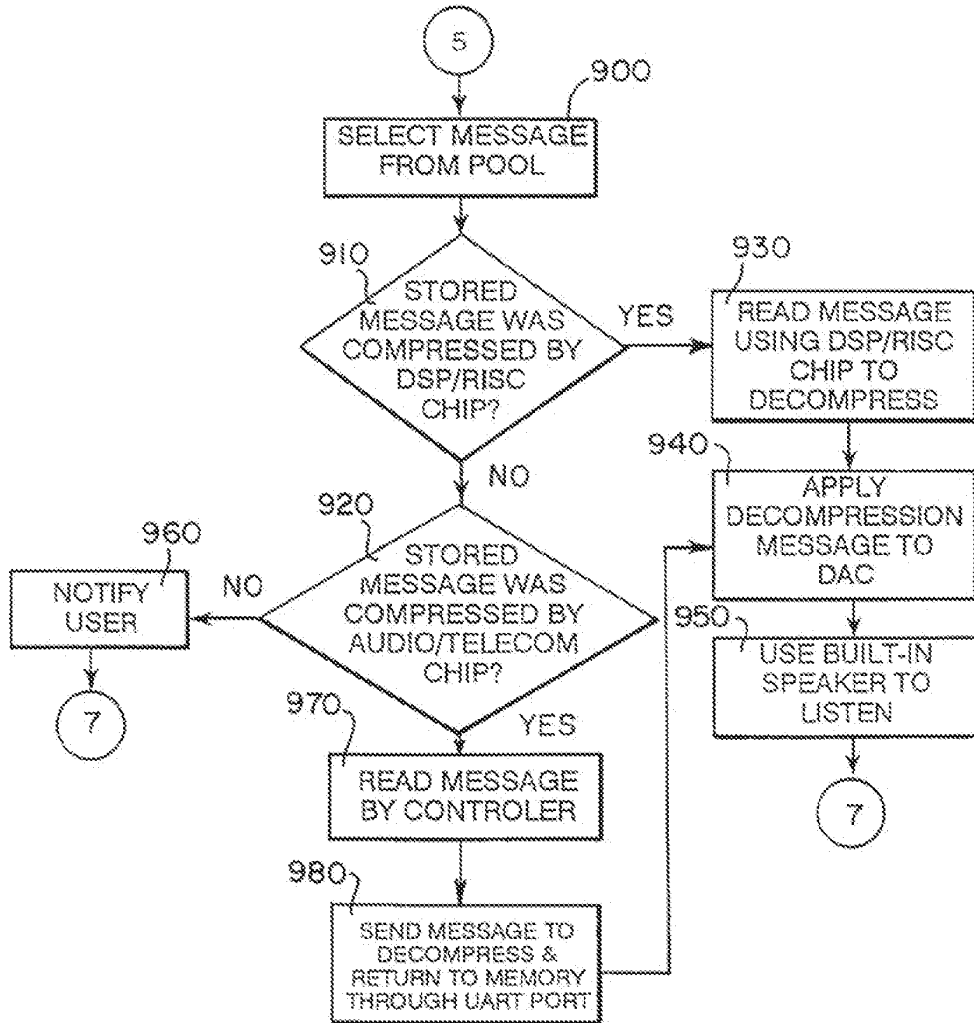 5
900
SELECT MESSAGE
FROM POOL
910
STORED
MESSAGE WAS
COMPRESSED BY
DSP/RISC
CHIP?
YES
930
READ MESSAGE
USING DSP/RISC
CHIP TO
DECOMPRESS
NO
940
APPLY
DECOMPRESSION
MESSAGE TO
DAC
920
STORED
MESSAGE WAS
COMPRESSED BY
AUDIO/TELECOM
CHIP?
NO
960
NOTIFY
USER
7
950
USE BUILT-IN
SPEAKER TO
LISTEN
7
YES
970
READ MESSAGE
BY CONTROLER
980
SEND MESSAGE TO
DECOMPRESS &
RETURN TO MEMORY
THROUGH UART PORT